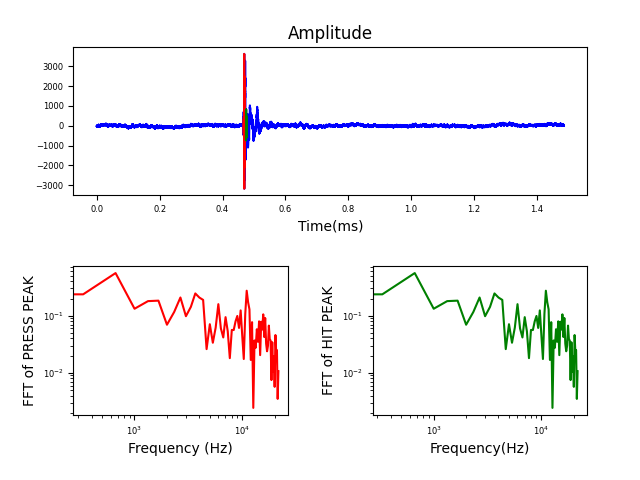 Amplitude
3000
2000
1000
0
−1000
−2000
−3000
0.0 0.2 0.4 0.6 0.8 1.0 1.2 1.4
Time(ms)
FFT of PRESS PEAK
10⁻¹
10⁻²
10³ 10⁴
Frequency (Hz)
FFT of HIT PEAK
10⁻¹
10⁻²
10³ 10⁴
Frequency(Hz)